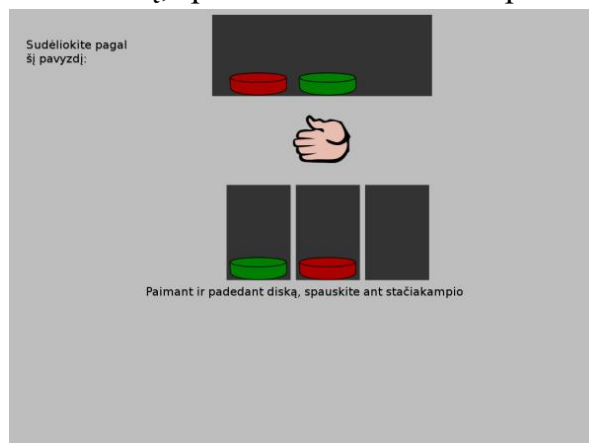 Sudėliokite pagal
šį pavyzdį:
Paimant ir padedant diską, spauskite ant stačiakampio